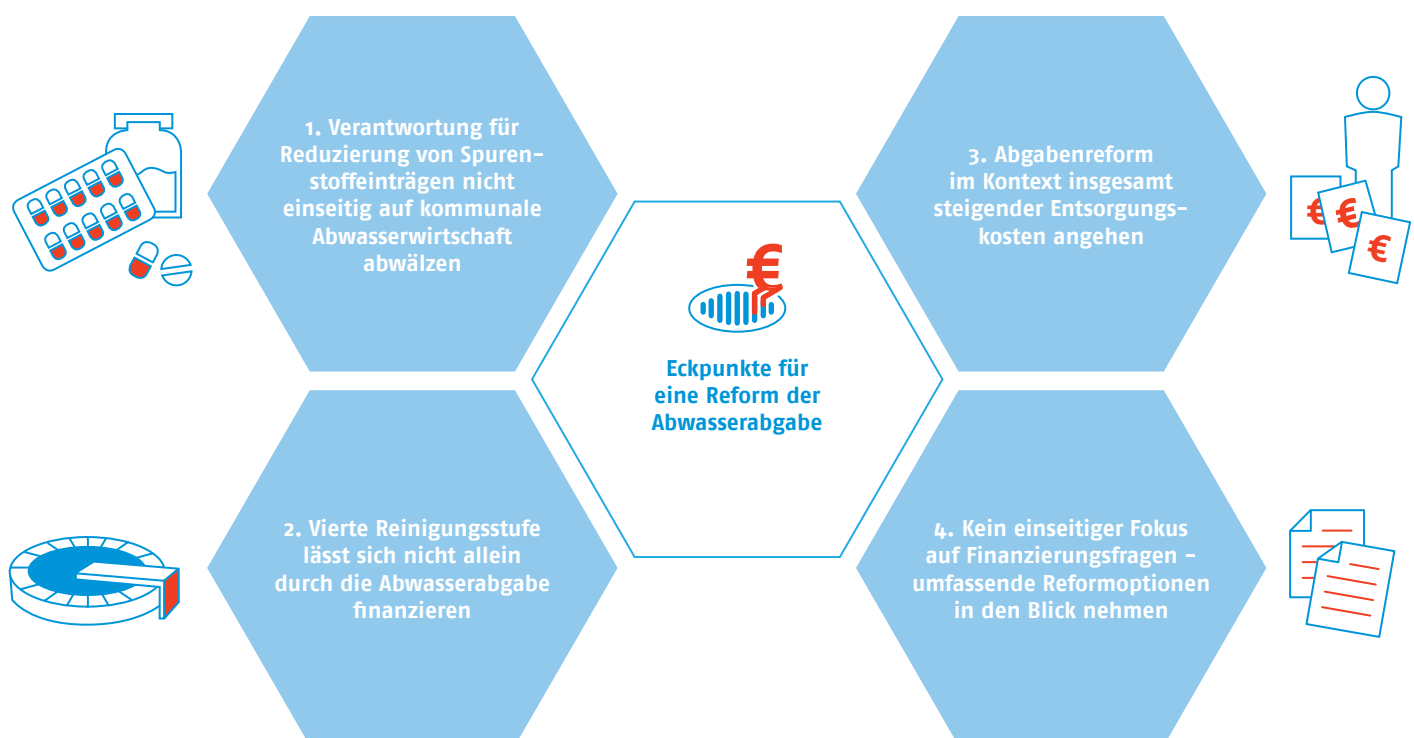 1. Verantwortung für
Reduzierung von Spuren-
stoffeinträgen nicht
einseitig auf kommunale
Abwasserwirtschaft
abwälzen
2. Vierte Reinigungsstufe
lässt sich nicht allein
durch die Abwasserabgabe
finanzieren
€
Eckpunkte für
eine Reform der
Abwasserabgabe
3. Abgabenreform
im Kontext insgesamt
steigender Entsorgungs-
kosten angehen
€ € €
4. Kein einseitiger Fokus
auf Finanzierungsfragen –
umfassende Reformoptionen
in den Blick nehmen